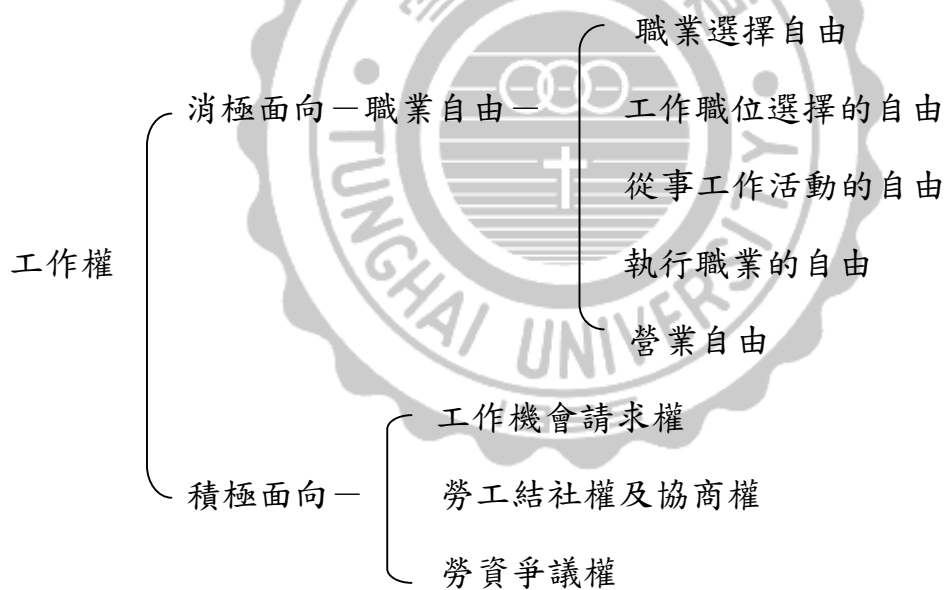 職業選擇自由
消極面向－職業自由－
工作職位選擇的自由
從事工作活動的自由
工作權
執行職業的自由
營業自由
工作機會請求權
積極面向－
勞工結社權及協商權
勞資爭議權
TUNGHAI UNIVERSITY